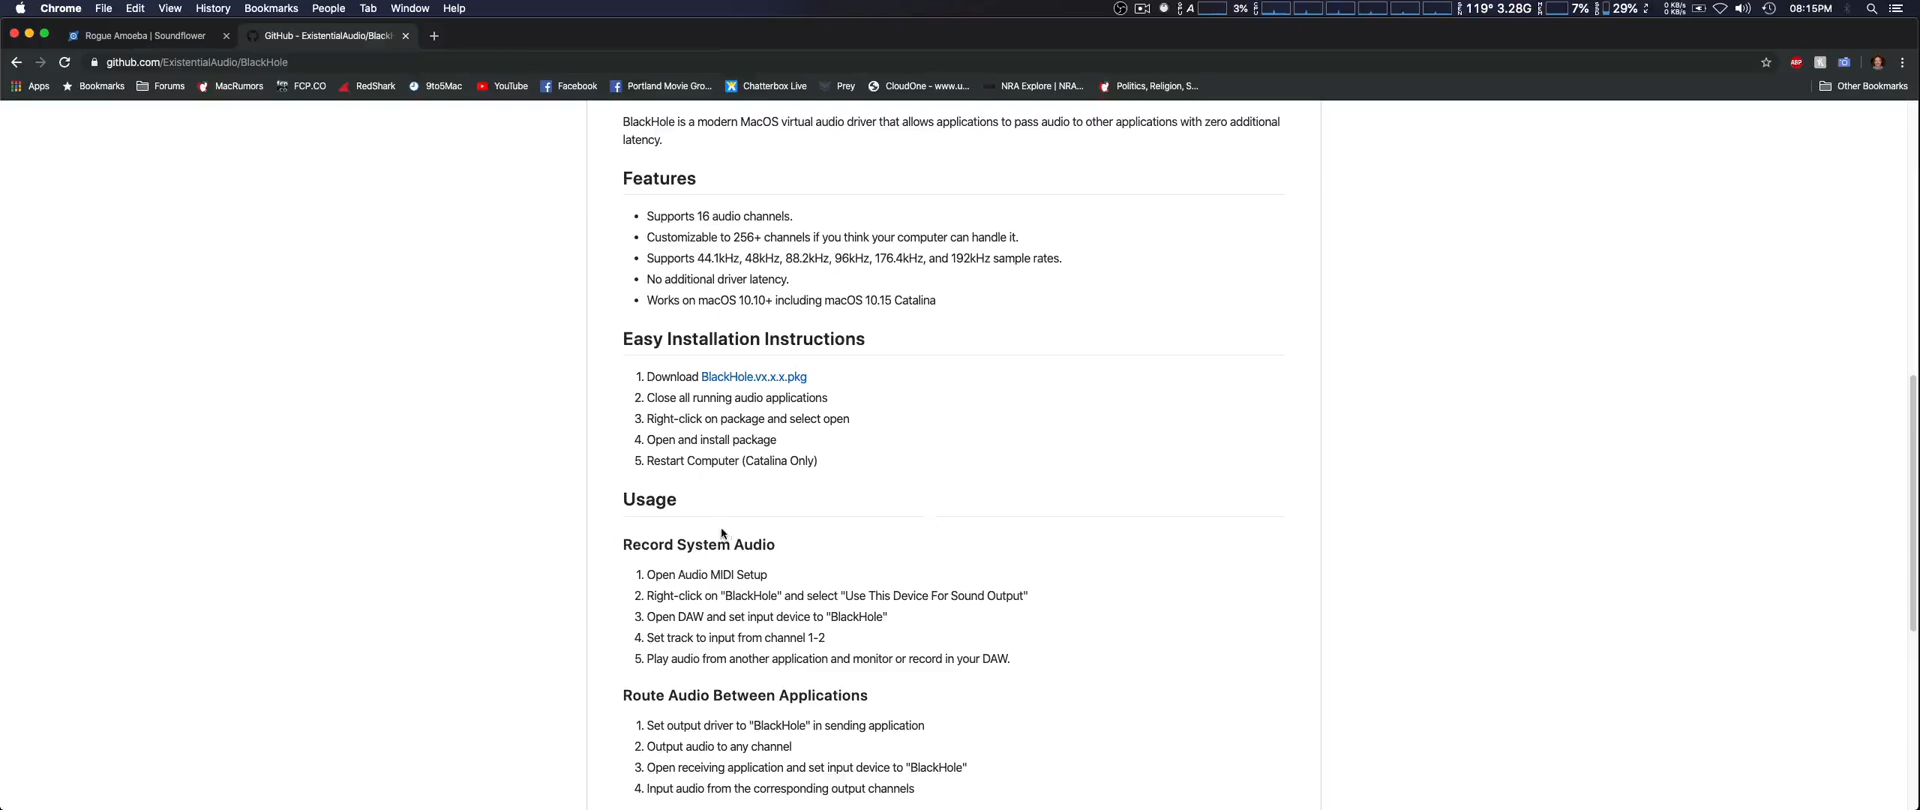 Chrome File Edit View History Bookmarks People Tab Window Help
A 3% 119° 3.28G 7% 29% 0 KB/s 0 KB/s 08:15PM
Rogue Amoeba | Soundflower
GitHub - ExistentialAudio/BlackH
github.com/ExistentialAudio/BlackHole
ABP
Apps Bookmarks Forums MacRumors FCP.CO RedShark 9to5Mac YouTube Facebook Portland Movie Gro... Chatterbox Live Prey CloudOne - www.u... NRA Explore | NRA... Politics, Religion, S... Other Bookmarks
BlackHole is a modern MacOS virtual audio driver that allows applications to pass audio to other applications with zero additional
latency.
Features
• Supports 16 audio channels.
• Customizable to 256+ channels if you think your computer can handle it.
• Supports 44.1kHz, 48kHz, 88.2kHz, 96kHz, 176.4kHz, and 192kHz sample rates.
• No additional driver latency.
• Works on macOS 10.10+ including macOS 10.15 Catalina
Easy Installation Instructions
1. Download BlackHole.vx.x.x.pkg
2. Close all running audio applications
3. Right-click on package and select open
4. Open and install package
5. Restart Computer (Catalina Only)
Usage
Record System Audio
1. Open Audio MIDI Setup
2. Right-click on "BlackHole" and select "Use This Device For Sound Output"
3. Open DAW and set input device to "BlackHole"
4. Set track to input from channel 1-2
5. Play audio from another application and monitor or record in your DAW.
Route Audio Between Applications
1. Set output driver to "BlackHole" in sending application
2. Output audio to any channel
3. Open receiving application and set input device to "BlackHole"
4. Input audio from the corresponding output channels